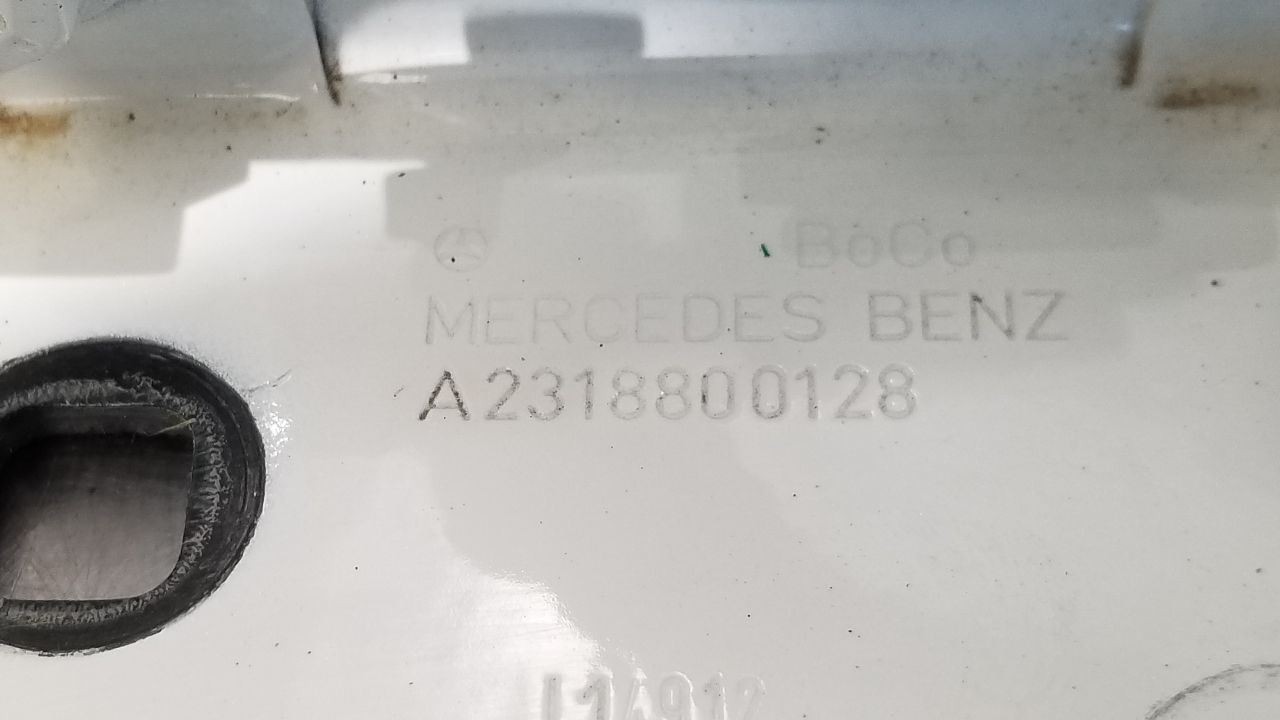 BoCo
MERCEDES BENZ
A2318800128